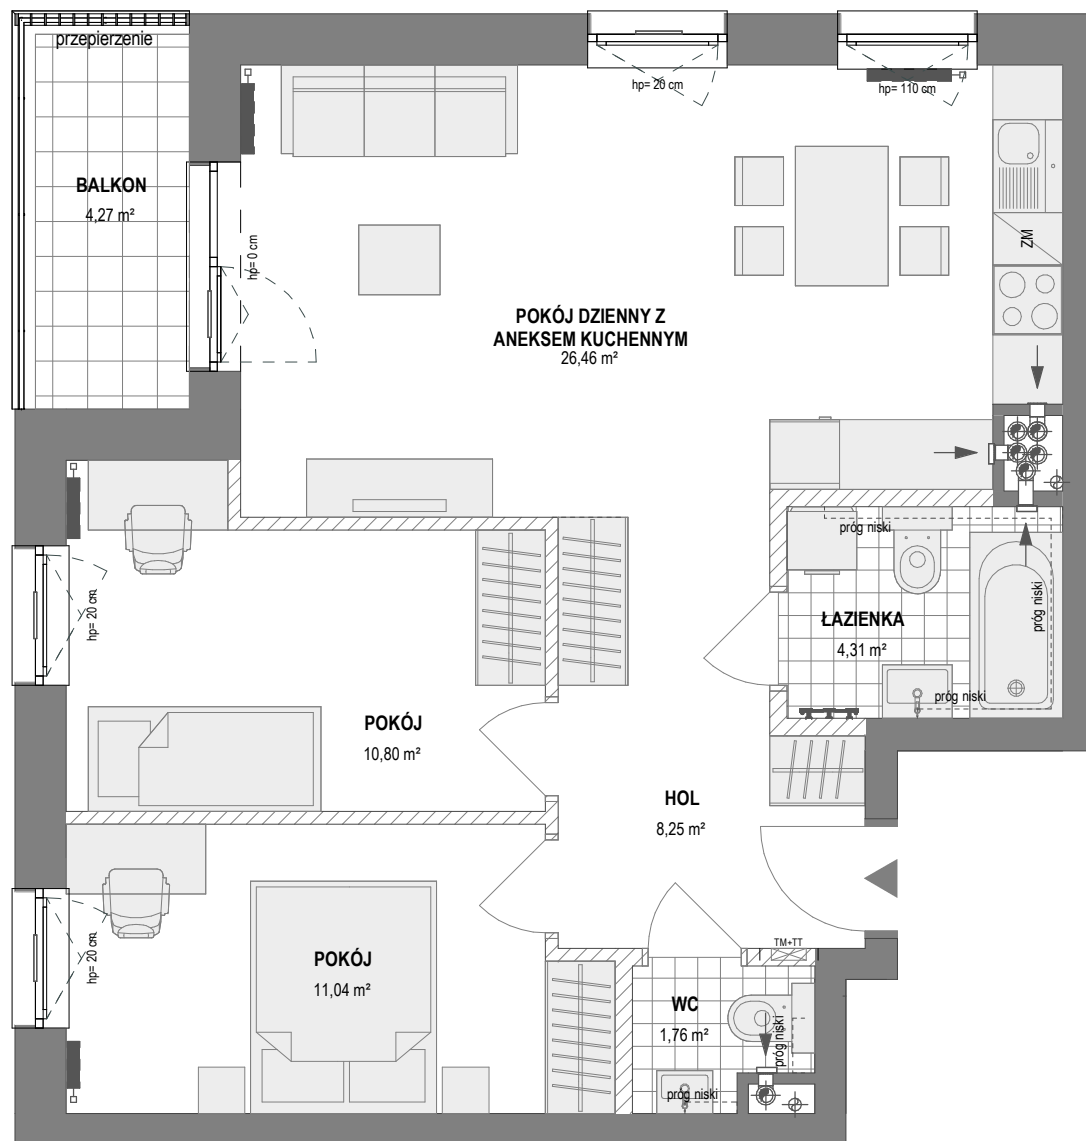 przepierzenie
hp= 20 cm
hp= 110 cm
BALKON
4,27 m²
hp= 0 cm
ZM
POKÓJ DZIENNY Z
ANEKSEM KUCHENNYM
26,46 m²
próg niski
hp= 20 cm
próg niski
ŁAZIENKA
4,31 m²
próg niski
POKÓJ
10,80 m²
HOL
8,25 m²
hp= 20 cm
TM+TT
POKÓJ
11,04 m²
WC
1,76 m²
próg niski
próg niski